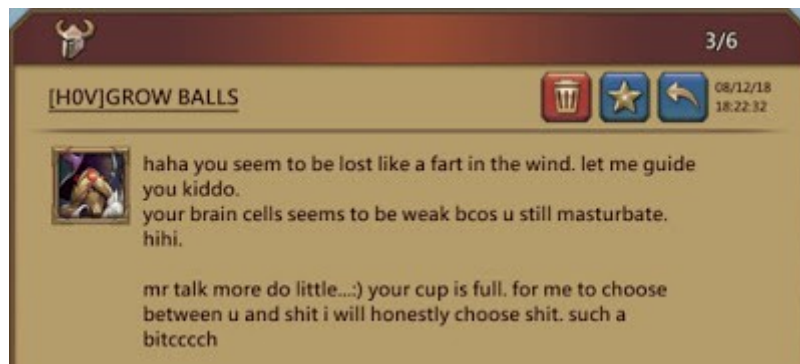 3/6
[H0V]GROW BALLS
08/12/18
18:22:32
haha you seem to be lost like a fart in the wind. let me guide
you kiddo.
your brain cells seems to be weak bcos u still masturbate.
hihi.
mr talk more do little...:) your cup is full. for me to choose
between u and shit i will honestly choose shit. such a
bitcccch